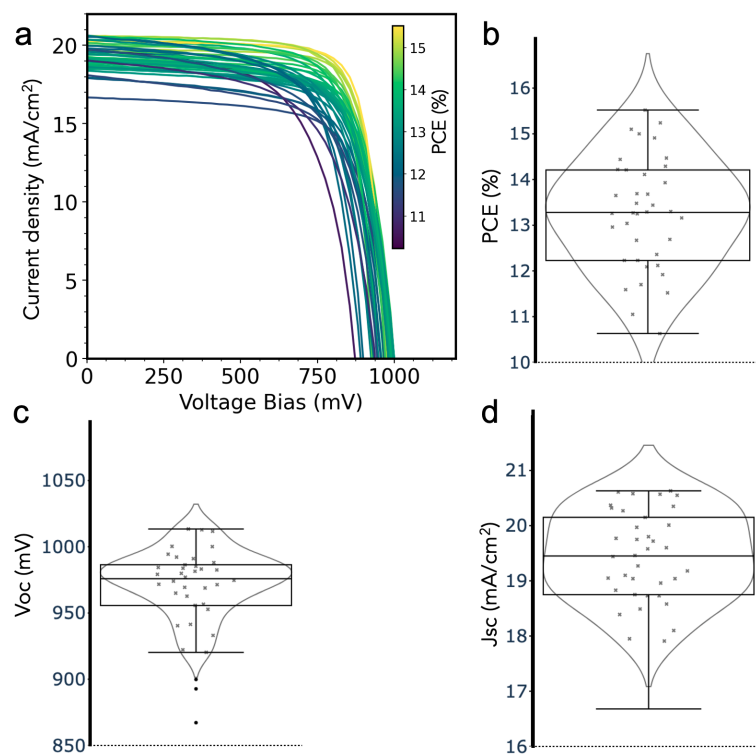 a
Current density (mA/cm²)
20
15
10
5
0
0 250 500 750 1000
Voltage Bias (mV)
15
14
13
12
11
PCE (%)
b
PCE (%)
16
15
14
13
12
11
10
c
Voc (mV)
1050
1000
950
900
850
d
Jsc (mA/cm²)
21
20
19
18
17
16